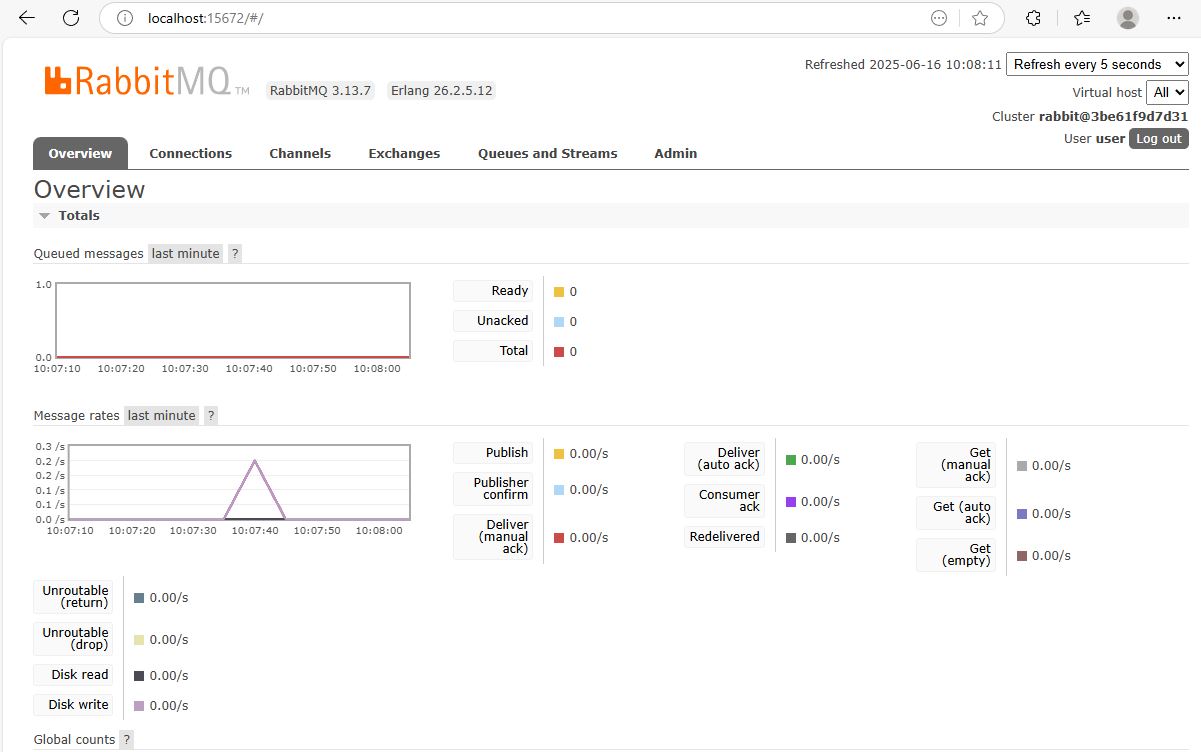 localhost:15672/#/
RabbitMQ TM RabbitMQ 3.13.7 Erlang 26.2.5.12
Refreshed 2025-06-16 10:08:11 Refresh every 5 seconds
Virtual host All
Cluster rabbit@3be61f9d7d31
User user Log out
Overview Connections Channels Exchanges Queues and Streams Admin
Overview
Totals
Queued messages last minute ?
1.0
0.0
10:07:10 10:07:20 10:07:30 10:07:40 10:07:50 10:08:00
Ready 0
Unacked 0
Total 0
Message rates last minute ?
0.3 /s
0.2 /s
0.2 /s
0.1 /s
0.1 /s
0.0 /s
10:07:10 10:07:20 10:07:30 10:07:40 10:07:50 10:08:00
Publish 0.00/s
Publisher
confirm 0.00/s
Deliver
(manual
ack) 0.00/s
Deliver
(auto ack) 0.00/s
Consumer
ack 0.00/s
Redelivered 0.00/s
Get
(manual
ack) 0.00/s
Get (auto
ack) 0.00/s
Get
(empty) 0.00/s
Unroutable
(return) 0.00/s
Unroutable
(drop) 0.00/s
Disk read 0.00/s
Disk write 0.00/s
Global counts ?